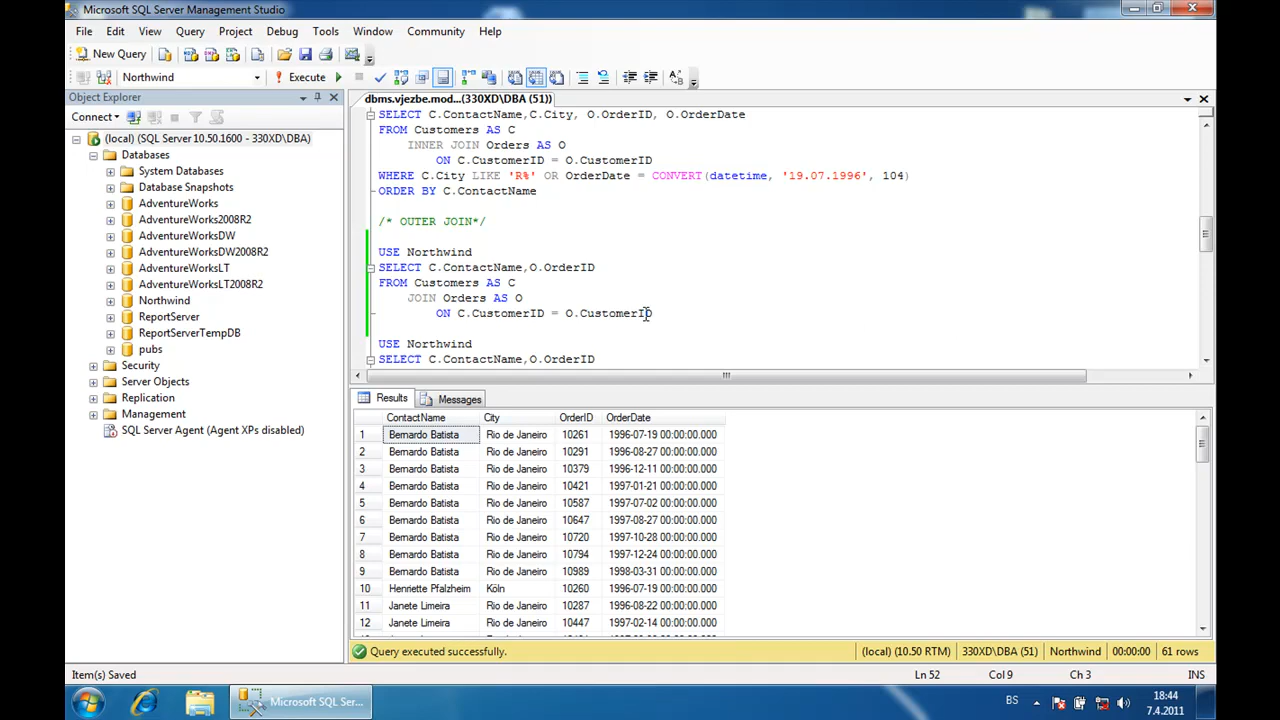 Microsoft SQL Server Management Studio
File Edit View Query Project Debug Tools Window Community Help
New Query
Northwind Execute
Object Explorer
dbms.vjezbe.mod...(330XD\DBA (51))
Connect
(local) (SQL Server 10.50.1600 - 330XD\DBA)
Databases
System Databases
Database Snapshots
AdventureWorks
AdventureWorks2008R2
AdventureWorksDW
AdventureWorksDW2008R2
AdventureWorksLT
AdventureWorksLT2008R2
Northwind
ReportServer
ReportServerTempDB
pubs
Security
Server Objects
Replication
Management
SQL Server Agent (Agent XPs disabled)
SELECT C.ContactName,C.City, O.OrderID, O.OrderDate
FROM Customers AS C
INNER JOIN Orders AS O
ON C.CustomerID = O.CustomerID
WHERE C.City LIKE 'R%' OR OrderDate = CONVERT(datetime, '19.07.1996', 104)
ORDER BY C.ContactName
/* OUTER JOIN*/
USE Northwind
SELECT C.ContactName,O.OrderID
FROM Customers AS C
JOIN Orders AS O
ON C.CustomerID = O.CustomerID
USE Northwind
SELECT C.ContactName,O.OrderID
Results Messages
ContactName City OrderID OrderDate
1 Bernardo Batista Rio de Janeiro 10261 1996-07-19 00:00:00.000
2 Bernardo Batista Rio de Janeiro 10291 1996-08-27 00:00:00.000
3 Bernardo Batista Rio de Janeiro 10379 1996-12-11 00:00:00.000
4 Bernardo Batista Rio de Janeiro 10421 1997-01-21 00:00:00.000
5 Bernardo Batista Rio de Janeiro 10587 1997-07-02 00:00:00.000
6 Bernardo Batista Rio de Janeiro 10647 1997-08-27 00:00:00.000
7 Bernardo Batista Rio de Janeiro 10720 1997-10-28 00:00:00.000
8 Bernardo Batista Rio de Janeiro 10794 1997-12-24 00:00:00.000
9 Bernardo Batista Rio de Janeiro 10989 1998-03-31 00:00:00.000
10 Henriette Pfalzheim Köln 10260 1996-07-19 00:00:00.000
11 Janete Limeira Rio de Janeiro 10287 1996-08-22 00:00:00.000
12 Janete Limeira Rio de Janeiro 10447 1997-02-14 00:00:00.000
Query executed successfully. (local) (10.50 RTM) 330XD\DBA (51) Northwind 00:00:00 61 rows
Item(s) Saved Ln 52 Col 9 Ch 3 INS
Microsoft SQL Ser... BS 18:44
7.4.2011